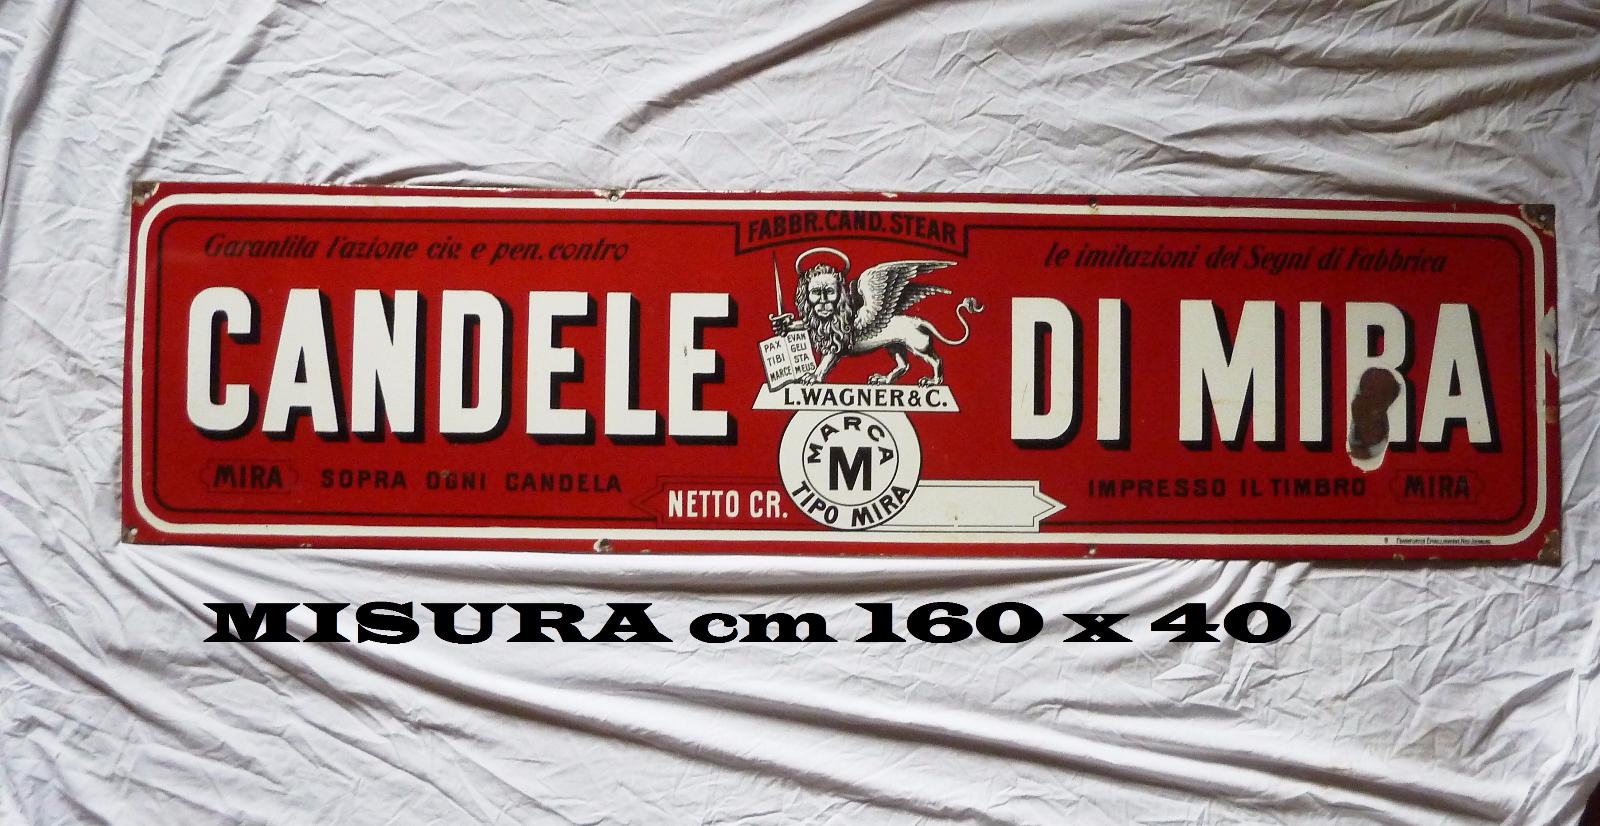 FABBR.CAND.STEAR
Garantita l'azione civ. e pen. contro
le imitazioni dei Segni di Fabbrica
CANDELE
DI MIRA
PAX
TIBI
MARCE
EVAN
GELI
STA
MEUS
L.WAGNER&C.
MARCA
M
TIPO MIRA
MIRA SOPRA OGNI CANDELA
NETTO CR.
IMPRESSO IL TIMBRO MIRA
MISURA cm 160 x 40